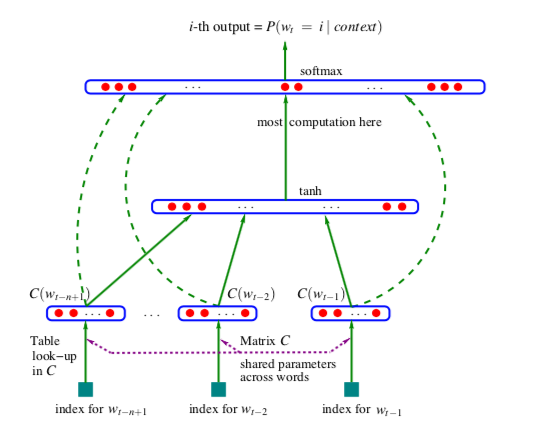 i-th output = P(w_t = i | context)
softmax
... ...
most computation here
tanh
... ...
C(w_{t−n+1}) C(w_{t−2}) C(w_{t−1})
... ... ... ...
Table Matrix C
look−up
in C
shared parameters
across words
index for w_{t−n+1} index for w_{t−2} index for w_{t−1}